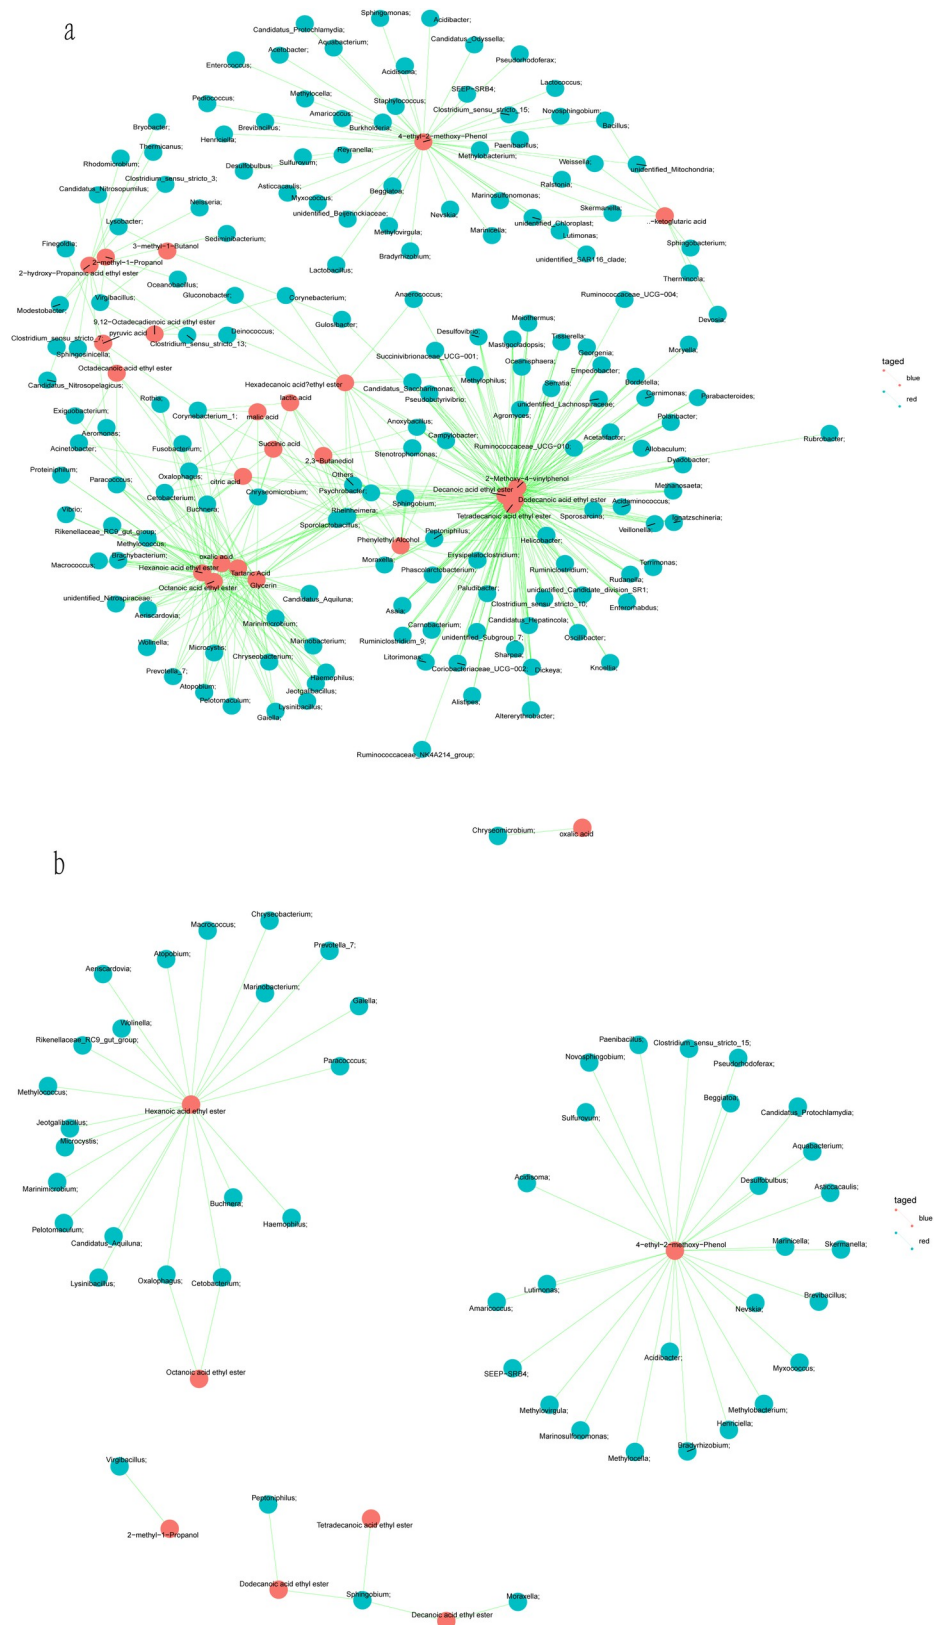 a
Sphingomonas;
Acidibacter;
Candidatus_Protochlamydia;
Candidatus_Odyssella;
Aquabacterium;
Acetobacter;
Pseudorhodoferax;
Enterococcus;
Acidisoma;
Lactococcus;
SEEP−SRB4;
Methylocella;
Pediococcus;
Staphylococcus;
Clostridium_sensu_stricto_15;
Novosphingobium;
Amaricoccus;
Bacillus;
Bryobacter;
Brevibacillus;
Burkholderia;
Henriciella;
4−ethyl−2−methoxy−Phenol
Paenibacillus;
Thermicanus;
Reyranella;
Methylobacterium;
Rhodomicrobium;
Desulfobulbus;
Sulfurovum;
Weissella;
unidentified_Mitochondria;
Clostridium_sensu_stricto_3;
Ralstonia;
Candidatus_Nitrosopumilus;
Asticcacaulis;
Beggiatoa;
Myxococcus;
Marinosulfonomonas;
Neisseria;
Nevskia;
Skermanella;
unidentified_Beijerinckiaceae;
..−ketoglutaric acid
Lysobacter;
unidentified_Chloroplast;
Methylovirgula;
Marinicella;
Sediminibacterium;
Lutimonas;
Finegoldia;
3−methyl−1−Butanol
Sphingobacterium;
Bradyrhizobium;
2−methyl−1−Propanol
unidentified_SAR116_clade;
Lactobacillus;
2−hydroxy−Propanoic acid ethyl ester
Thermincola;
Oceanobacillus;
Gluconobacter;
Virgibacillus;
Corynebacterium;
Anaerococcus;
Ruminococcaceae_UCG−004;
Modestobacter;
Gulosibacter;
Meiothermus;
Devosia;
9,12−Octadecadienoic acid ethyl ester
pyruvic acid
Deinococcus;
Desulfovibrio;
Tissierella;
Clostridium_sensu_stricto_7;
Clostridium_sensu_stricto_13;
Mastigocladopsis;
Moryella;
Sphingosinicella;
Succinivibrionaceae_UCG−001;
Georgenia;
Octadecanoic acid ethyl ester
Oceanisphaera;
Empedobacter;
Candidatus_Nitrosopelagicus;
Hexadecanoic acid?ethyl ester
Candidatus_Saccharimonas;
Methylophilus;
Serratia;
Bordetella;
Exiguobacterium;
Rothia;
lactic acid
Pseudobutyrivibrio;
unidentified_Lachnospiraceae;
Cernimonas;
Parabacteroides;
Corynebacterium_1;
malic acid
Agromyces;
Polaribacter;
Aeromonas;
Anoxybacillus;
Acetatifactor;
Rubrobacter;
Acinetobacter;
Fusobacterium;
Succinic acid
Campylobacter;
Ruminococcaceae_UCG−010;
Allobaculum;
2,3−Butanediol
Stenotrophomonas;
Dyadobacter;
Proteiniphilum;
Oxalophagus;
citric acid
Others
2−Methoxy−4−vinylphenol
Methanosaeta;
Paracoccus;
Cetobacterium;
Chryseomicrobium;
Psychrobacter;
Decanoic acid ethyl ester
Acidaminococcus;
Buchnera;
Sphingobium;
Dodecanoic acid ethyl ester
Vibrio;
Rheinheimera;
Tetradecanoic acid ethyl ester
Sporosarcina;
Ignatzschineria;
Sporolactobacillus;
Veillonella;
Rikenellaceae_RC9_gut_group;
Peptoniphilus;
Methylococcus;
Phenylethyl Alcohol
Helicobacter;
Brachybacterium;
oxalic acid
Erysipelatoclostridium;
Macrococcus;
Moraxella
Terrimonas;
Hexanoic acid ethyl ester
Tartaric Acid
Phascolarctobacterium;
Ruminiclostridium;
Rudanella;
Octanoic acid ethyl ester
Glycerin
Paludibacter;
unidentified_Candidate_division_SR1;
unidentified_Nitrospiraceae;
Candidatus_Aquiluna;
Clostridium_sensu_stricto_10;
Enterorhabdus;
Aeriscardovia;
Asaia;
Marinimicrobium;
Carnobacterium;
Candidatus_Hepatincola;
Wolinella;
Marinobacterium;
Ruminiclostridium_9;
unidentified_Subgroup_7;
Oscillibacter;
Microcystis;
Sharpea;
Chryseobacterium;
Litorimonas;
Prevotella_7;
Coriobacteriaceae_UCG−002;
Dickeya;
Knoellia;
Haemophilus;
Atopobium;
Jeotgalibacillus;
Pelotomaculum;
Lysinibacillus;
Alistipes;
Gaiella;
Altererythrobacter;
Ruminococcaceae_NK4A214_group;
taged
blue
red
Chryseomicrobium;
oxalic acid
b
Chryseobacterium;
Macrococcus;
Prevotella_7;
Atopobium;
Aeriscardovia;
Marinobacterium;
Gaiella;
Wolinella;
Rikenellaceae_RC9_gut_group;
Paracocccus;
Methylococcus;
Hexanoic acid ethyl ester
Jeotgalibacillus;
Microcystis;
Marinimicrobium;
Buchnera;
Pelotomaculum;
Haemophilus;
Candidatus_Aquiluna;
Lysinibacillus;
Oxalophagus;
Cetobacterium;
Octanoic acid ethyl ester
Paenibacillus;
Clostridium_sensu_stricto_15;
Novosphingobium;
Pseudorhodoferax;
Beggiatoa;
Sulfurovum;
Candidatus_Protochlamydia;
Aquabacterium;
Acidisoma;
Desulfobulbus;
Asticcacaulis;
4−ethyl−2−methoxy−Phenol
Marinicella;
Skermanella;
Lutimonas;
Amaricoccus;
Nevskia;
Brevibacillus;
Acidibacter;
SEEP−SRB4;
Myxococcus;
Methylovirgula;
Methylobacterium;
Marinosulfonomonas;
Henriciella;
Bradyrhizobium;
Methylocella;
taged
blue
red
Virgibacillus;
2−methyl−1−Propanol
Peptoniphilus;
Tetradecanoic acid ethyl ester
Dodecanoic acid ethyl ester
Sphingobium;
Moraxella;
Decanoic acid ethyl ester